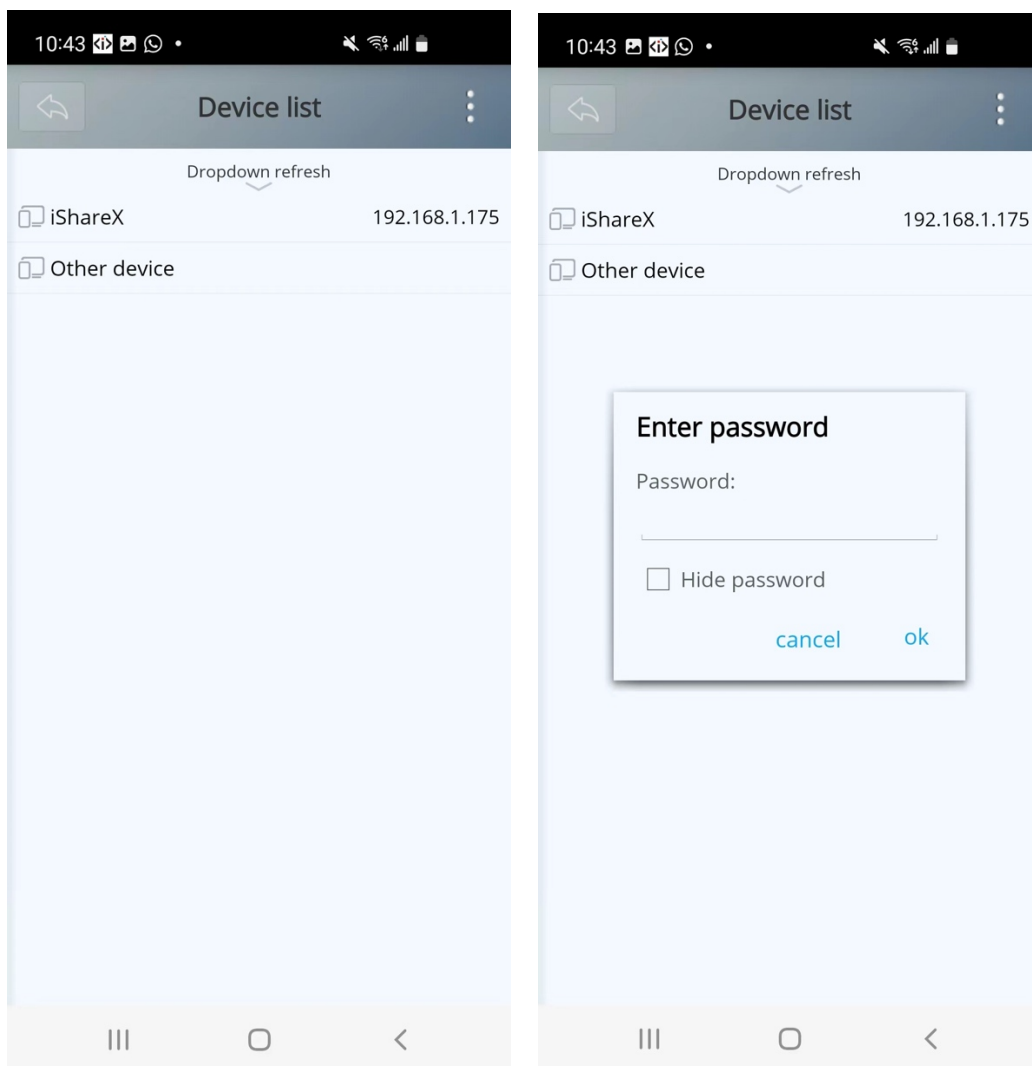 10:43
Device list
Dropdown refresh
iShareX 192.168.1.175
Other device
10:43
Device list
Dropdown refresh
iShareX 192.168.1.175
Other device
Enter password
Password:
Hide password
cancel ok